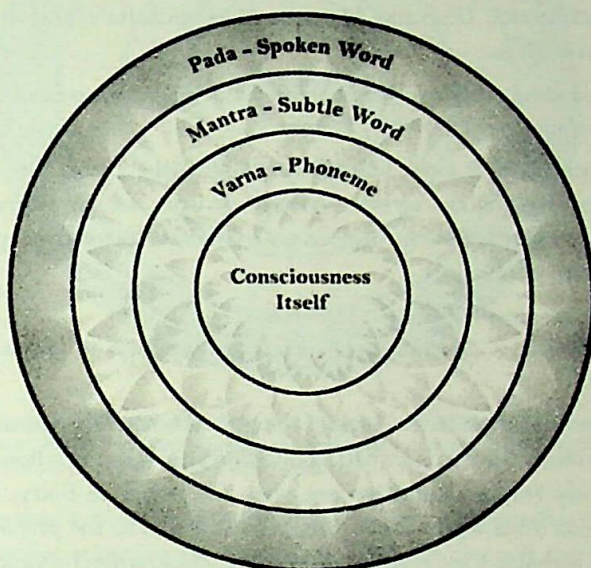 Pada - Spoken Word
Mantra - Subtle Word
Varna - Phoneme
Consciousness
Itself